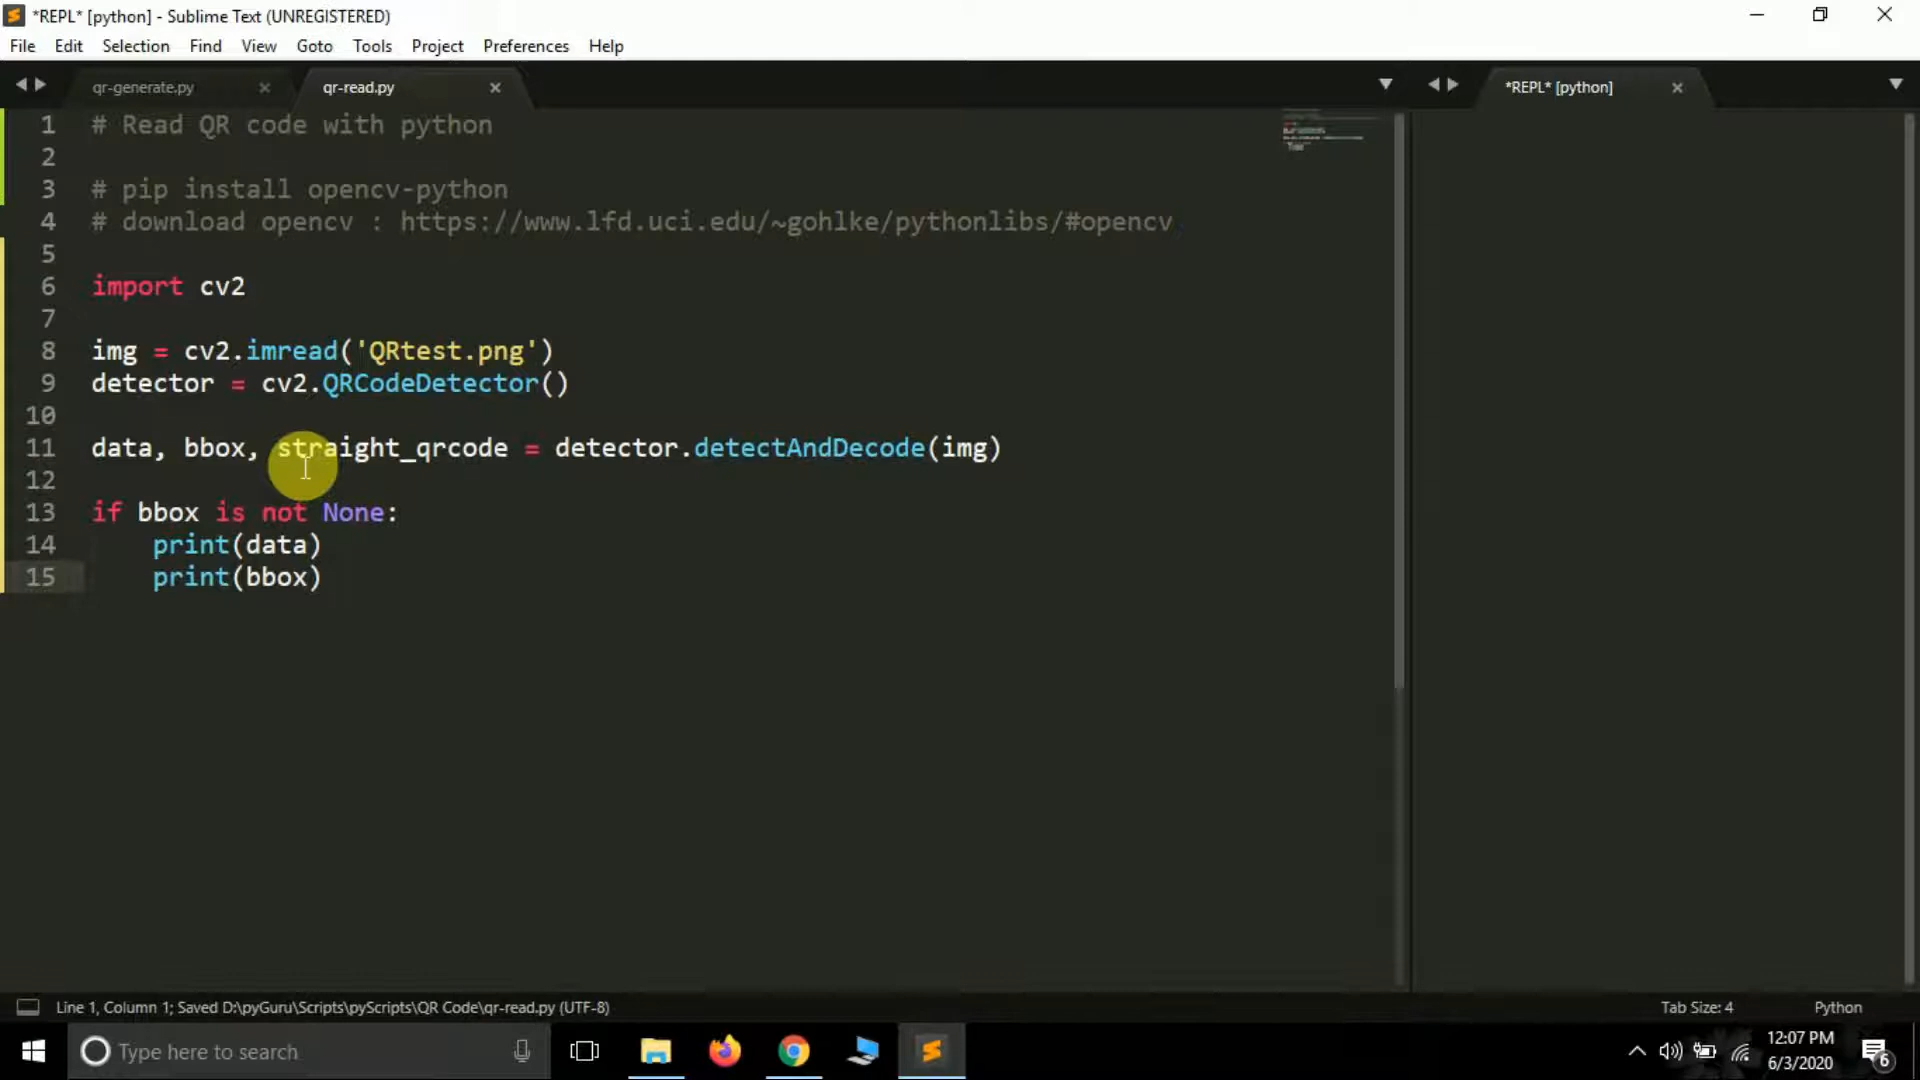 *REPL* [python] - Sublime Text (UNREGISTERED)
File Edit Selection Find View Goto Tools Project Preferences Help
qr-generate.py qr-read.py *REPL* [python]
1 # Read QR code with python
2
3 # pip install opencv-python
4 # download opencv : https://www.lfd.uci.edu/~gohlke/pythonlibs/#opencv
5
6 import cv2
7
8 img = cv2.imread('QRtest.png')
9 detector = cv2.QRCodeDetector()
10
11 data, bbox, straight_qrcode = detector.detectAndDecode(img)
12
13 if bbox is not None:
14     print(data)
15     print(bbox)
Line 1, Column 1; Saved D:\pyGuru\Scripts\pyScripts\QR Code\qr-read.py (UTF-8) Tab Size: 4 Python
Type here to search
12:07 PM
6/3/2020
6